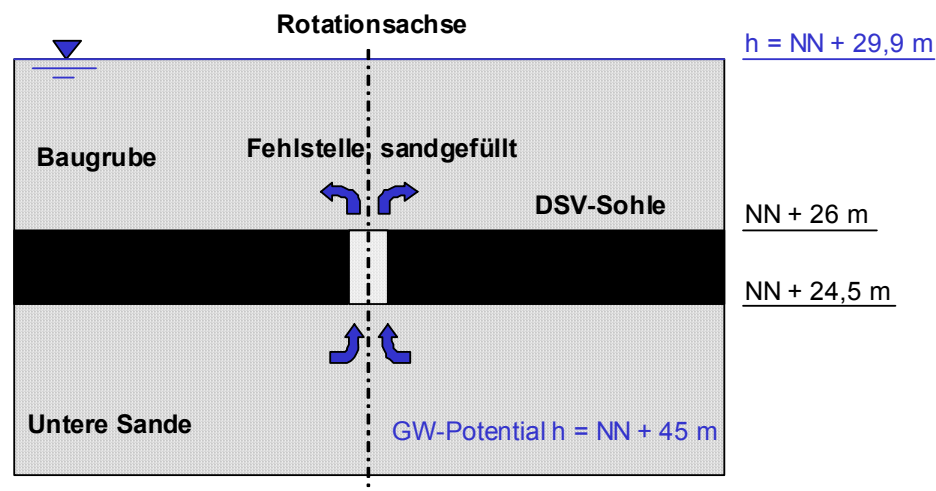 Rotationsachse
h = NN + 29,9 m
Baugrube
Fehlstelle, sandgefüllt
DSV-Sohle
NN + 26 m
NN + 24,5 m
Untere Sande
GW-Potential h = NN + 45 m